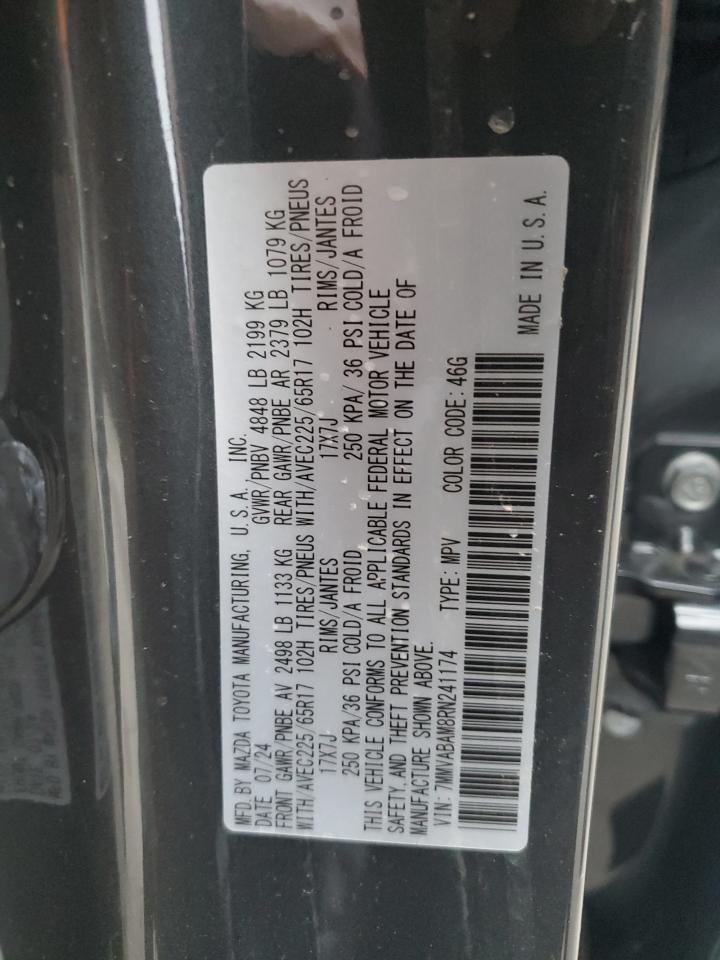 MFD. BY MAZDA TOYOTA MANUFACTURING, U.S.A. INC.
DATE 07/24 GVWR/PNBV 4848 LB 2199 KG
FRONT GAWR/PNBE AV 2498 LB 1133 KG REAR GAWR/PNBE AR 2379 LB 1079 KG
WITH/AVEC225/65R17 102H TIRES/PNEUS WITH/AVEC225/65R17 102H TIRES/PNEUS
17X7J RIMS/JANTES 17X7J RIMS/JANTES
250 KPA/36 PSI COLD/A FROID 250 KPA/ 36 PSI COLD/A FROID
THIS VEHICLE CONFORMS TO ALL APPLICABLE FEDERAL MOTOR VEHICLE
SAFETY AND THEFT PREVENTION STANDARDS IN EFFECT ON THE DATE OF
MANUFACTURE SHOWN ABOVE.
VIN: 7MMVABAM8RN241174 TYPE: MPV COLOR CODE: 46G
MADE IN U.S.A.